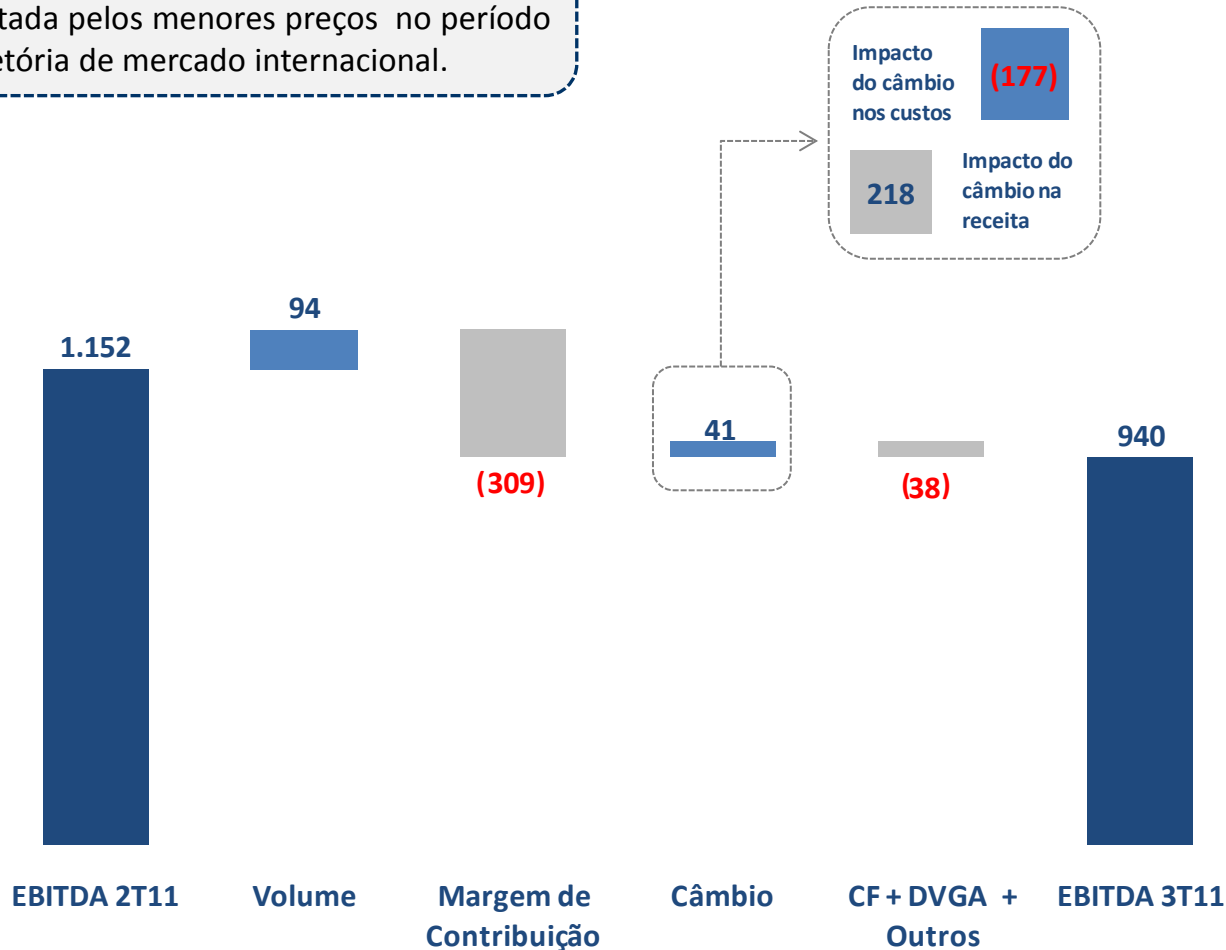 pelos menores preços no período
de mercado internacional.
Impacto
do câmbio
nos custos
(177)
218
Impacto do
câmbio na
receita
1.152
94
(309)
41
(38)
940
EBITDA 2T11
Volume
Margem de
Contribuição
Câmbio
CF + DVGA +
Outros
EBITDA 3T11